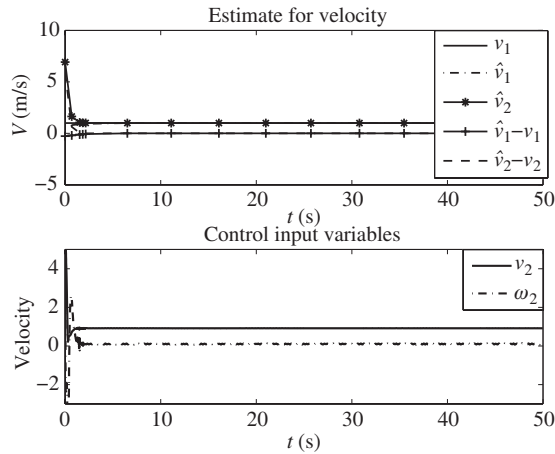 Estimate for velocity
10
5
0
−5
V (m/s)
v1
v̂1
v̂2
v̂1−v1
v̂2−v2
0 10 20 30 40 50
t (s)
Control input variables
4
2
0
−2
Velocity
v2
ω2
0 10 20 30 40 50
t (s)